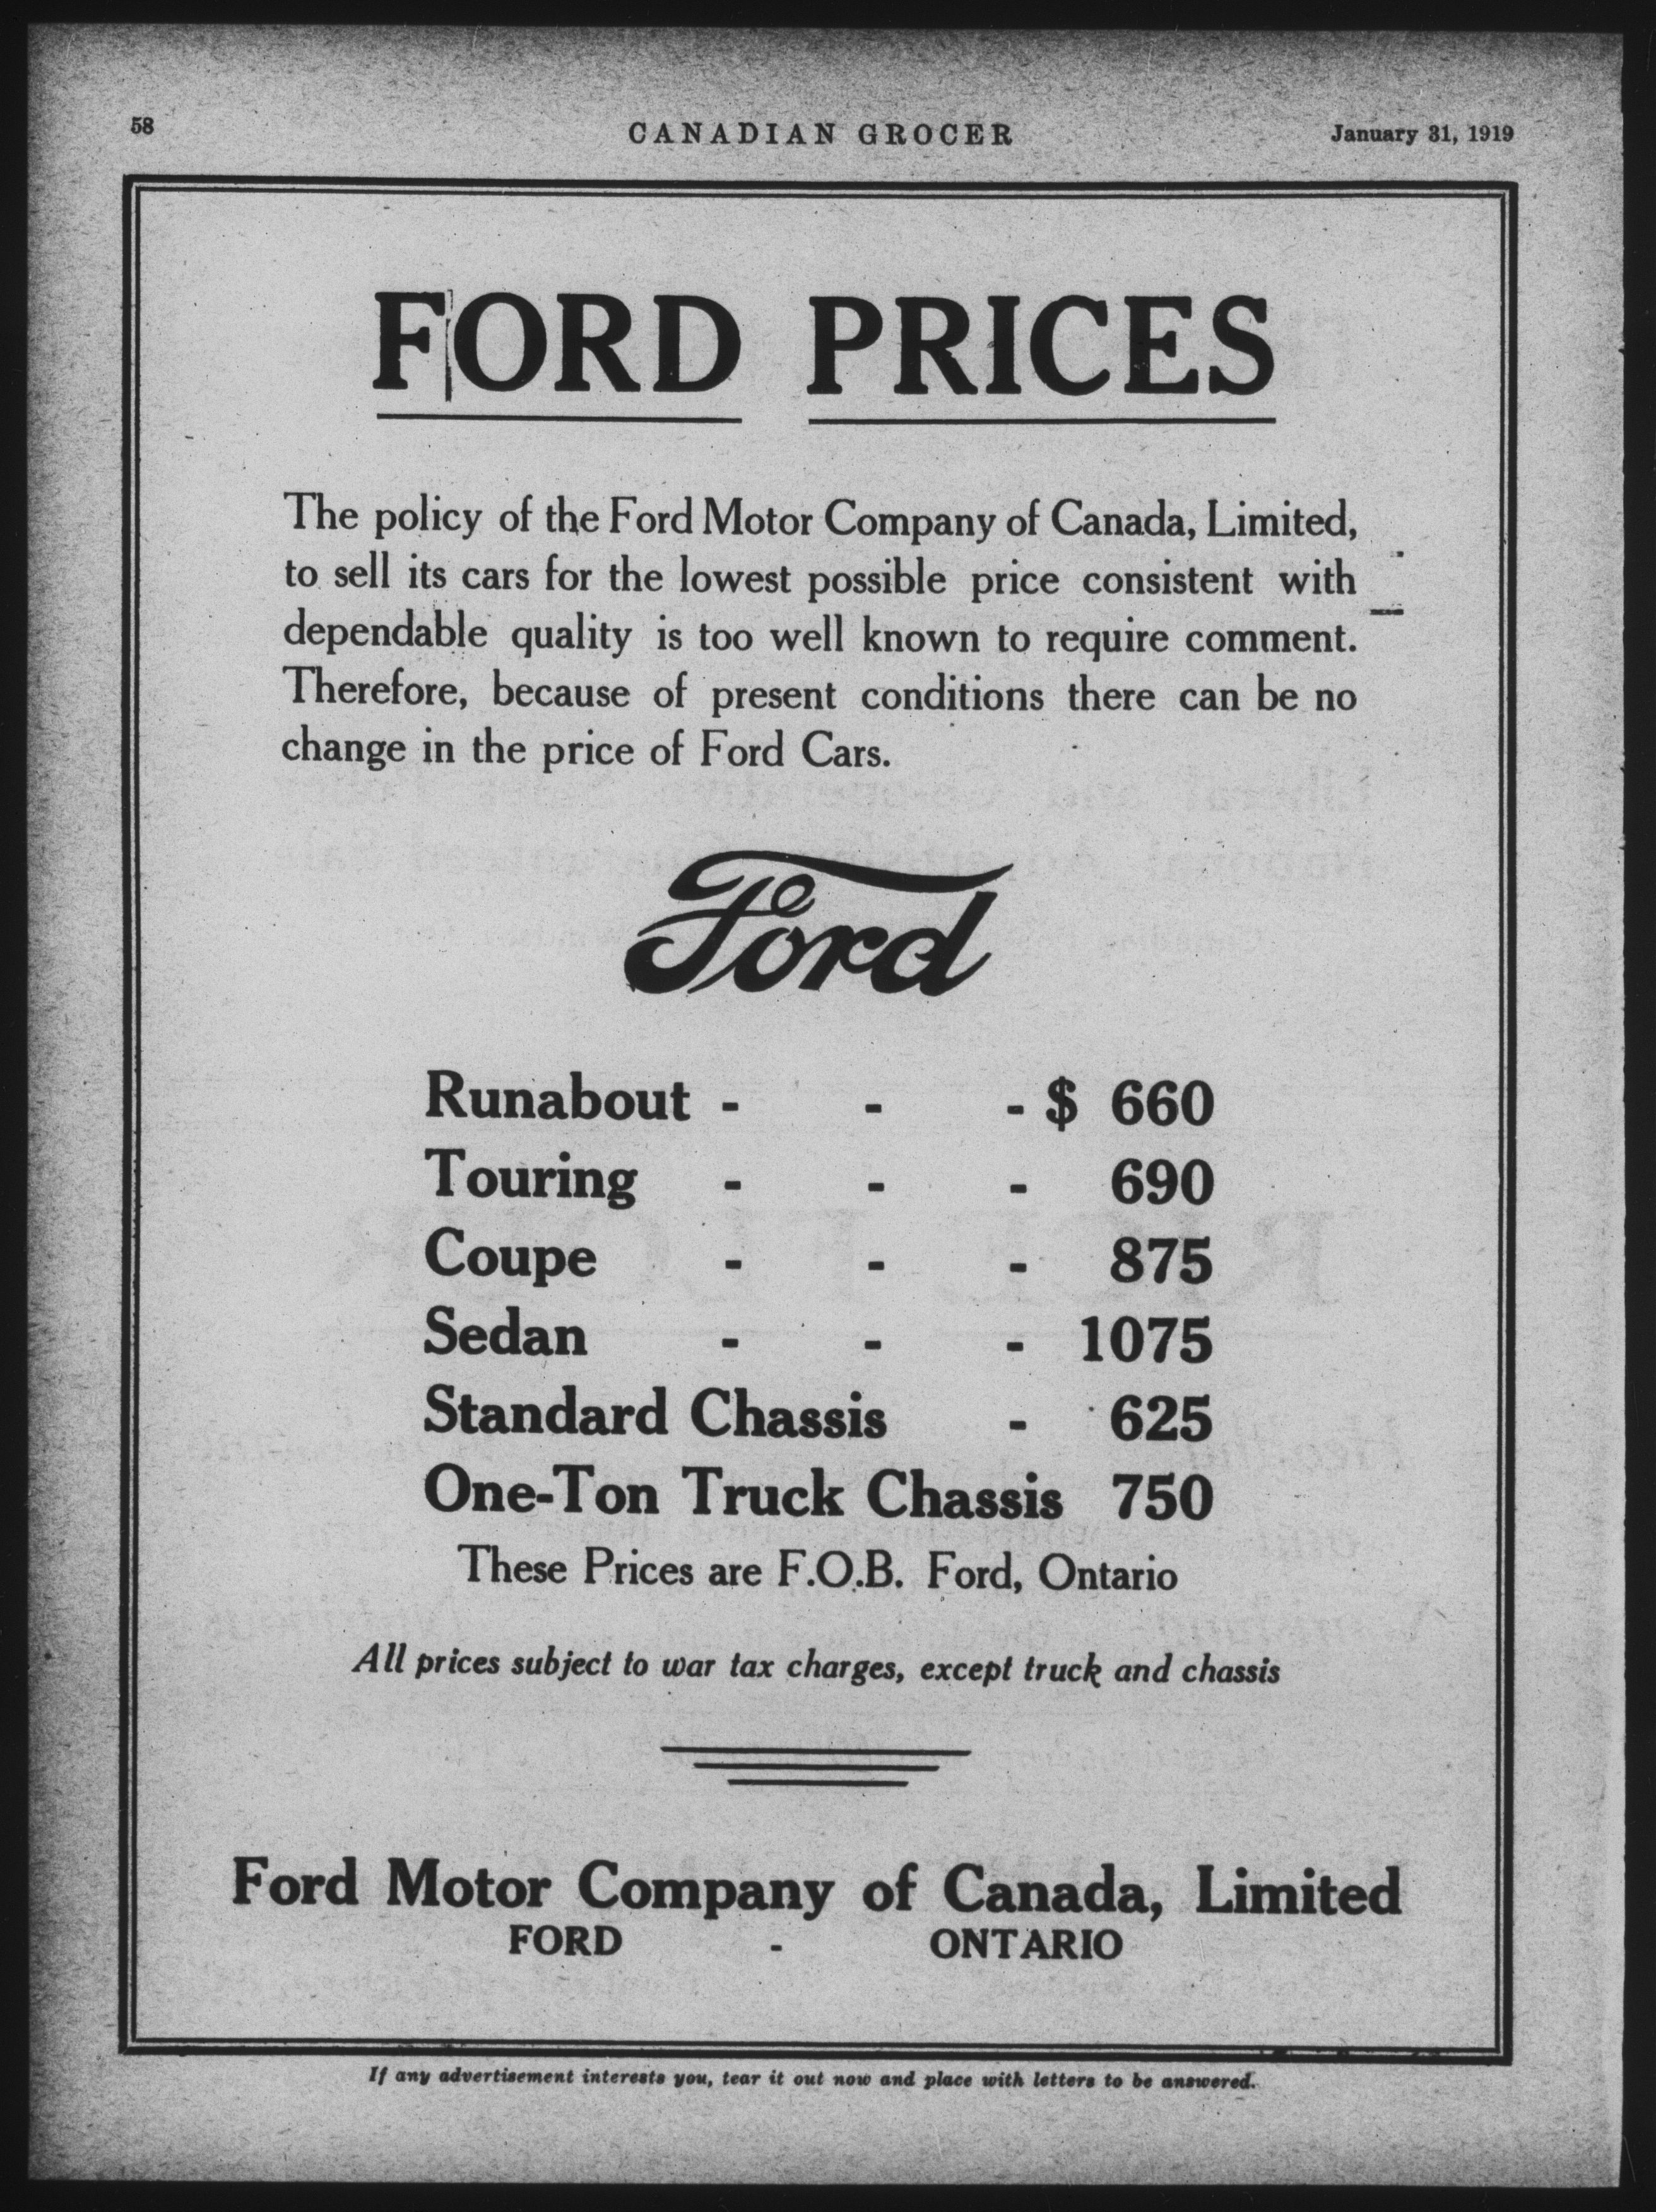 58
CANADIAN GROCER
January 31, 1919
FORD PRICES
The policy of the Ford Motor Company of Canada, Limited,
to sell its cars for the lowest possible price consistent with
dependable quality is too well known to require comment.
Therefore, because of present conditions there can be no
change in the price of Ford Cars.
Ford
Runabout - - - $ 660
Touring - - - 690
Coupe - - - 875
Sedan - - - 1075
Standard Chassis - 625
One-Ton Truck Chassis 750
These Prices are F.O.B. Ford, Ontario
All prices subject to war tax charges, except truck and chassis
Ford Motor Company of Canada, Limited
FORD - ONTARIO
If any advertisement interests you, tear it out now and place with letters to be answered.